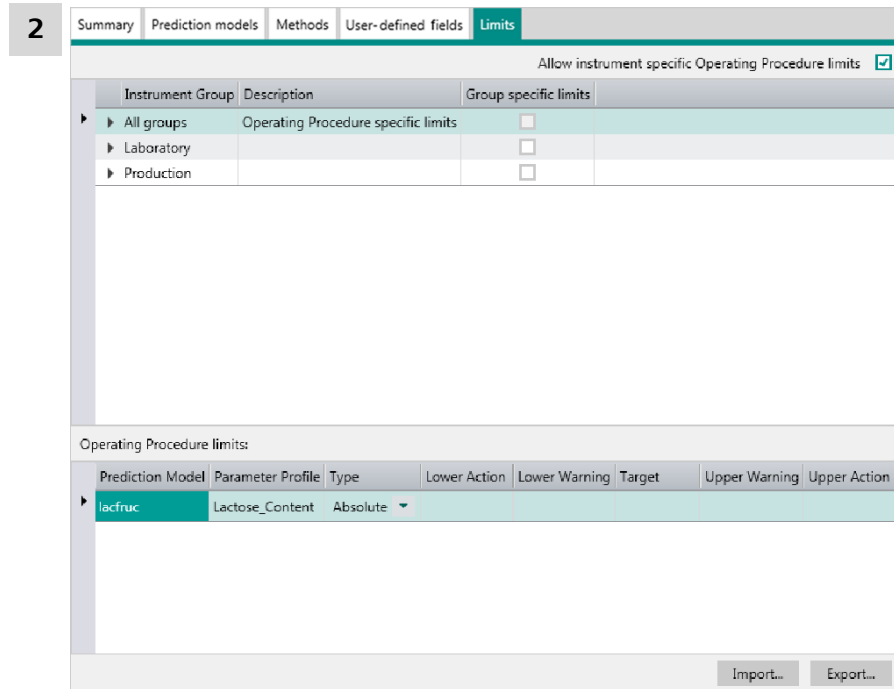 2
Summary Prediction models Methods User-defined fields Limits
Allow instrument specific Operating Procedure limits
Instrument Group Description Group specific limits
All groups Operating Procedure specific limits
Laboratory
Production
Operating Procedure limits:
Prediction Model Parameter Profile Type Lower Action Lower Warning Target Upper Warning Upper Action
lacfruc Lactose_Content Absolute
Import... Export...